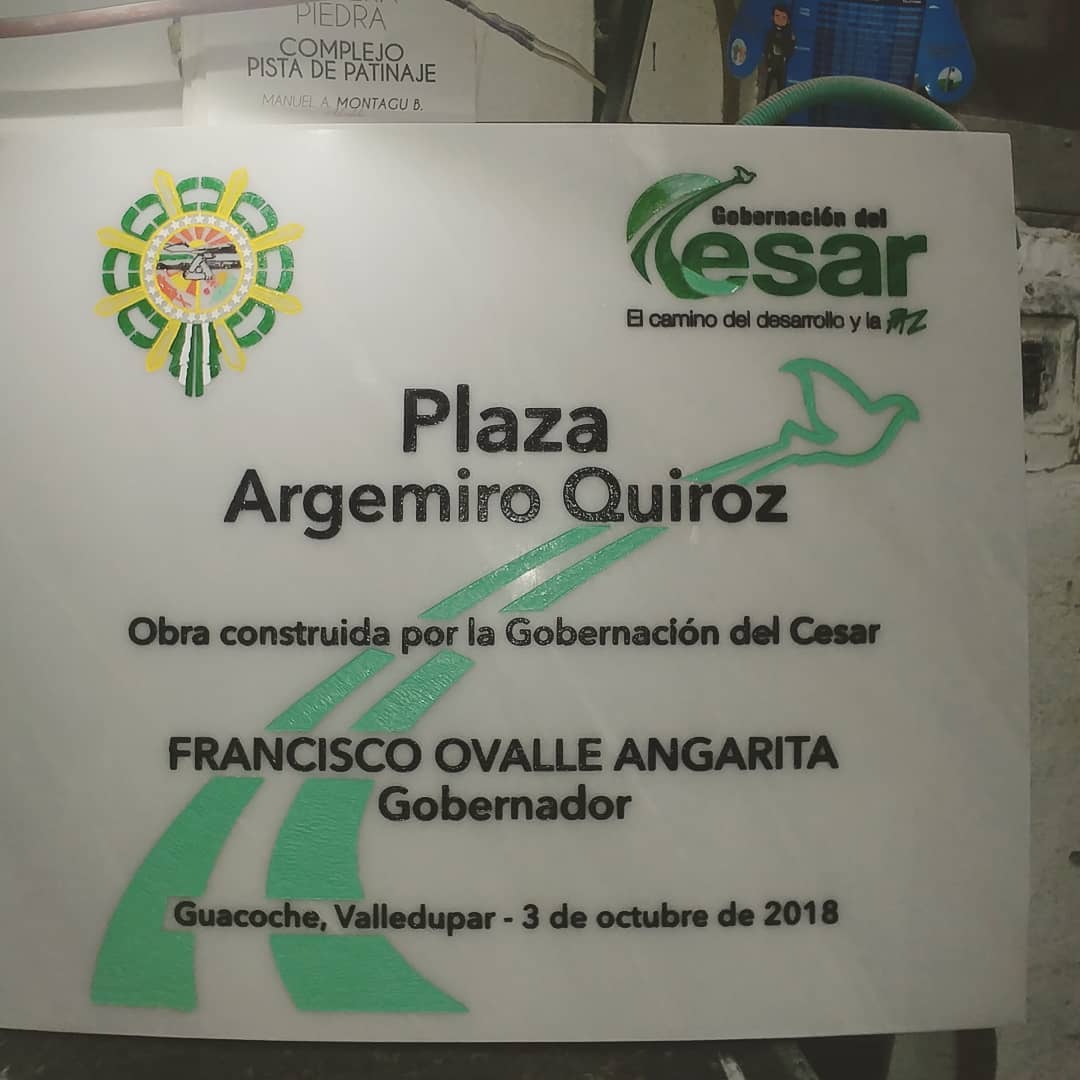 PIEDRA
COMPLEJO
PISTA DE PATINAJE
MANUEL A. MONTAGU B.
Gobernación del
Cesar
El camino del desarrollo y la PAZ
Plaza
Argemiro Quiroz
Obra construida por la Gobernación del Cesar
FRANCISCO OVALLE ANGARITA
Gobernador
Guacoche, Valledupar - 3 de octubre de 2018